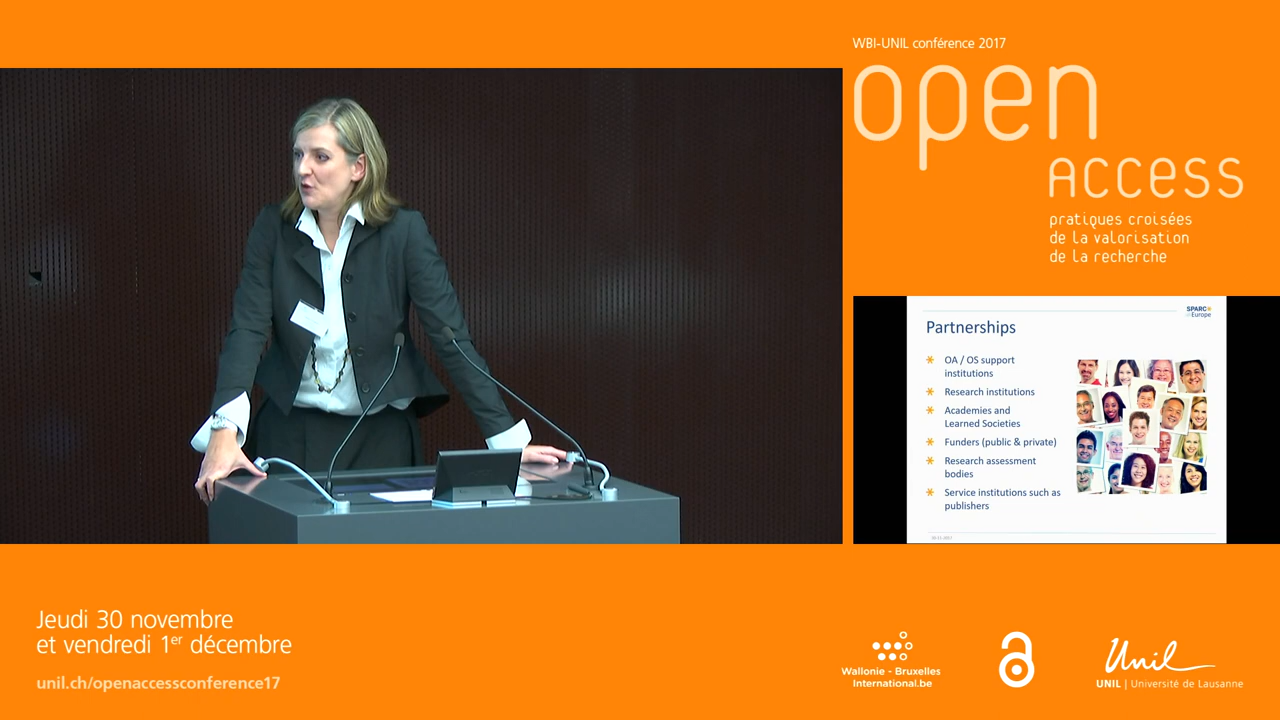 WBI-UNIL conférence 2017
open
access
pratiques croisées
de la valorisation
de la recherche
SPARC
Europe
Partnerships
OA / OS support
institutions
Research institutions
Academies and
Learned Societies
Funders (public & private)
Research assessment
bodies
Service institutions such as
publishers
Jeudi 30 novembre
et vendredi 1er décembre
unil.ch/openaccessconference17
Wallonie - Bruxelles
International.be
Unil
UNIL | Université de Lausanne